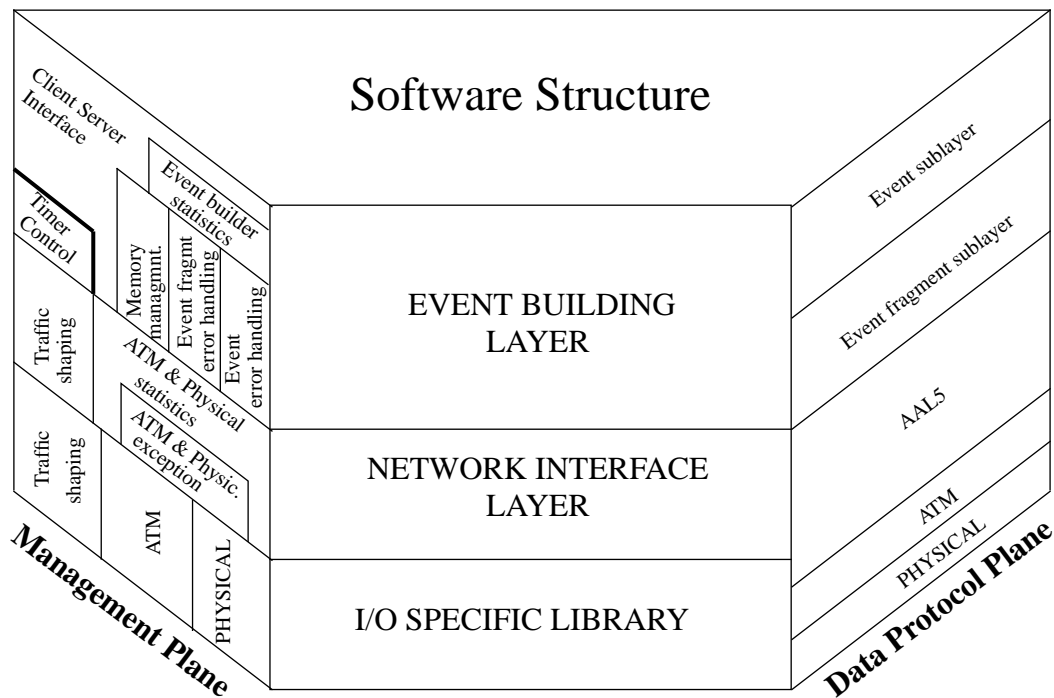 Software Structure
Client Server
Interface
Event builder
statistics
Timer
Control
Memory
managmnt.
Event fragmt
error handling
Event
error handling
Traffic
shaping
ATM & Physical
statistics
ATM & Physic.
exception
Traffic
shaping
ATM
PHYSICAL
Management Plane
EVENT BUILDING
LAYER
NETWORK INTERFACE
LAYER
I/O SPECIFIC LIBRARY
Event sublayer
Event fragment sublayer
AAL5
ATM
PHYSICAL
Data Protocol Plane